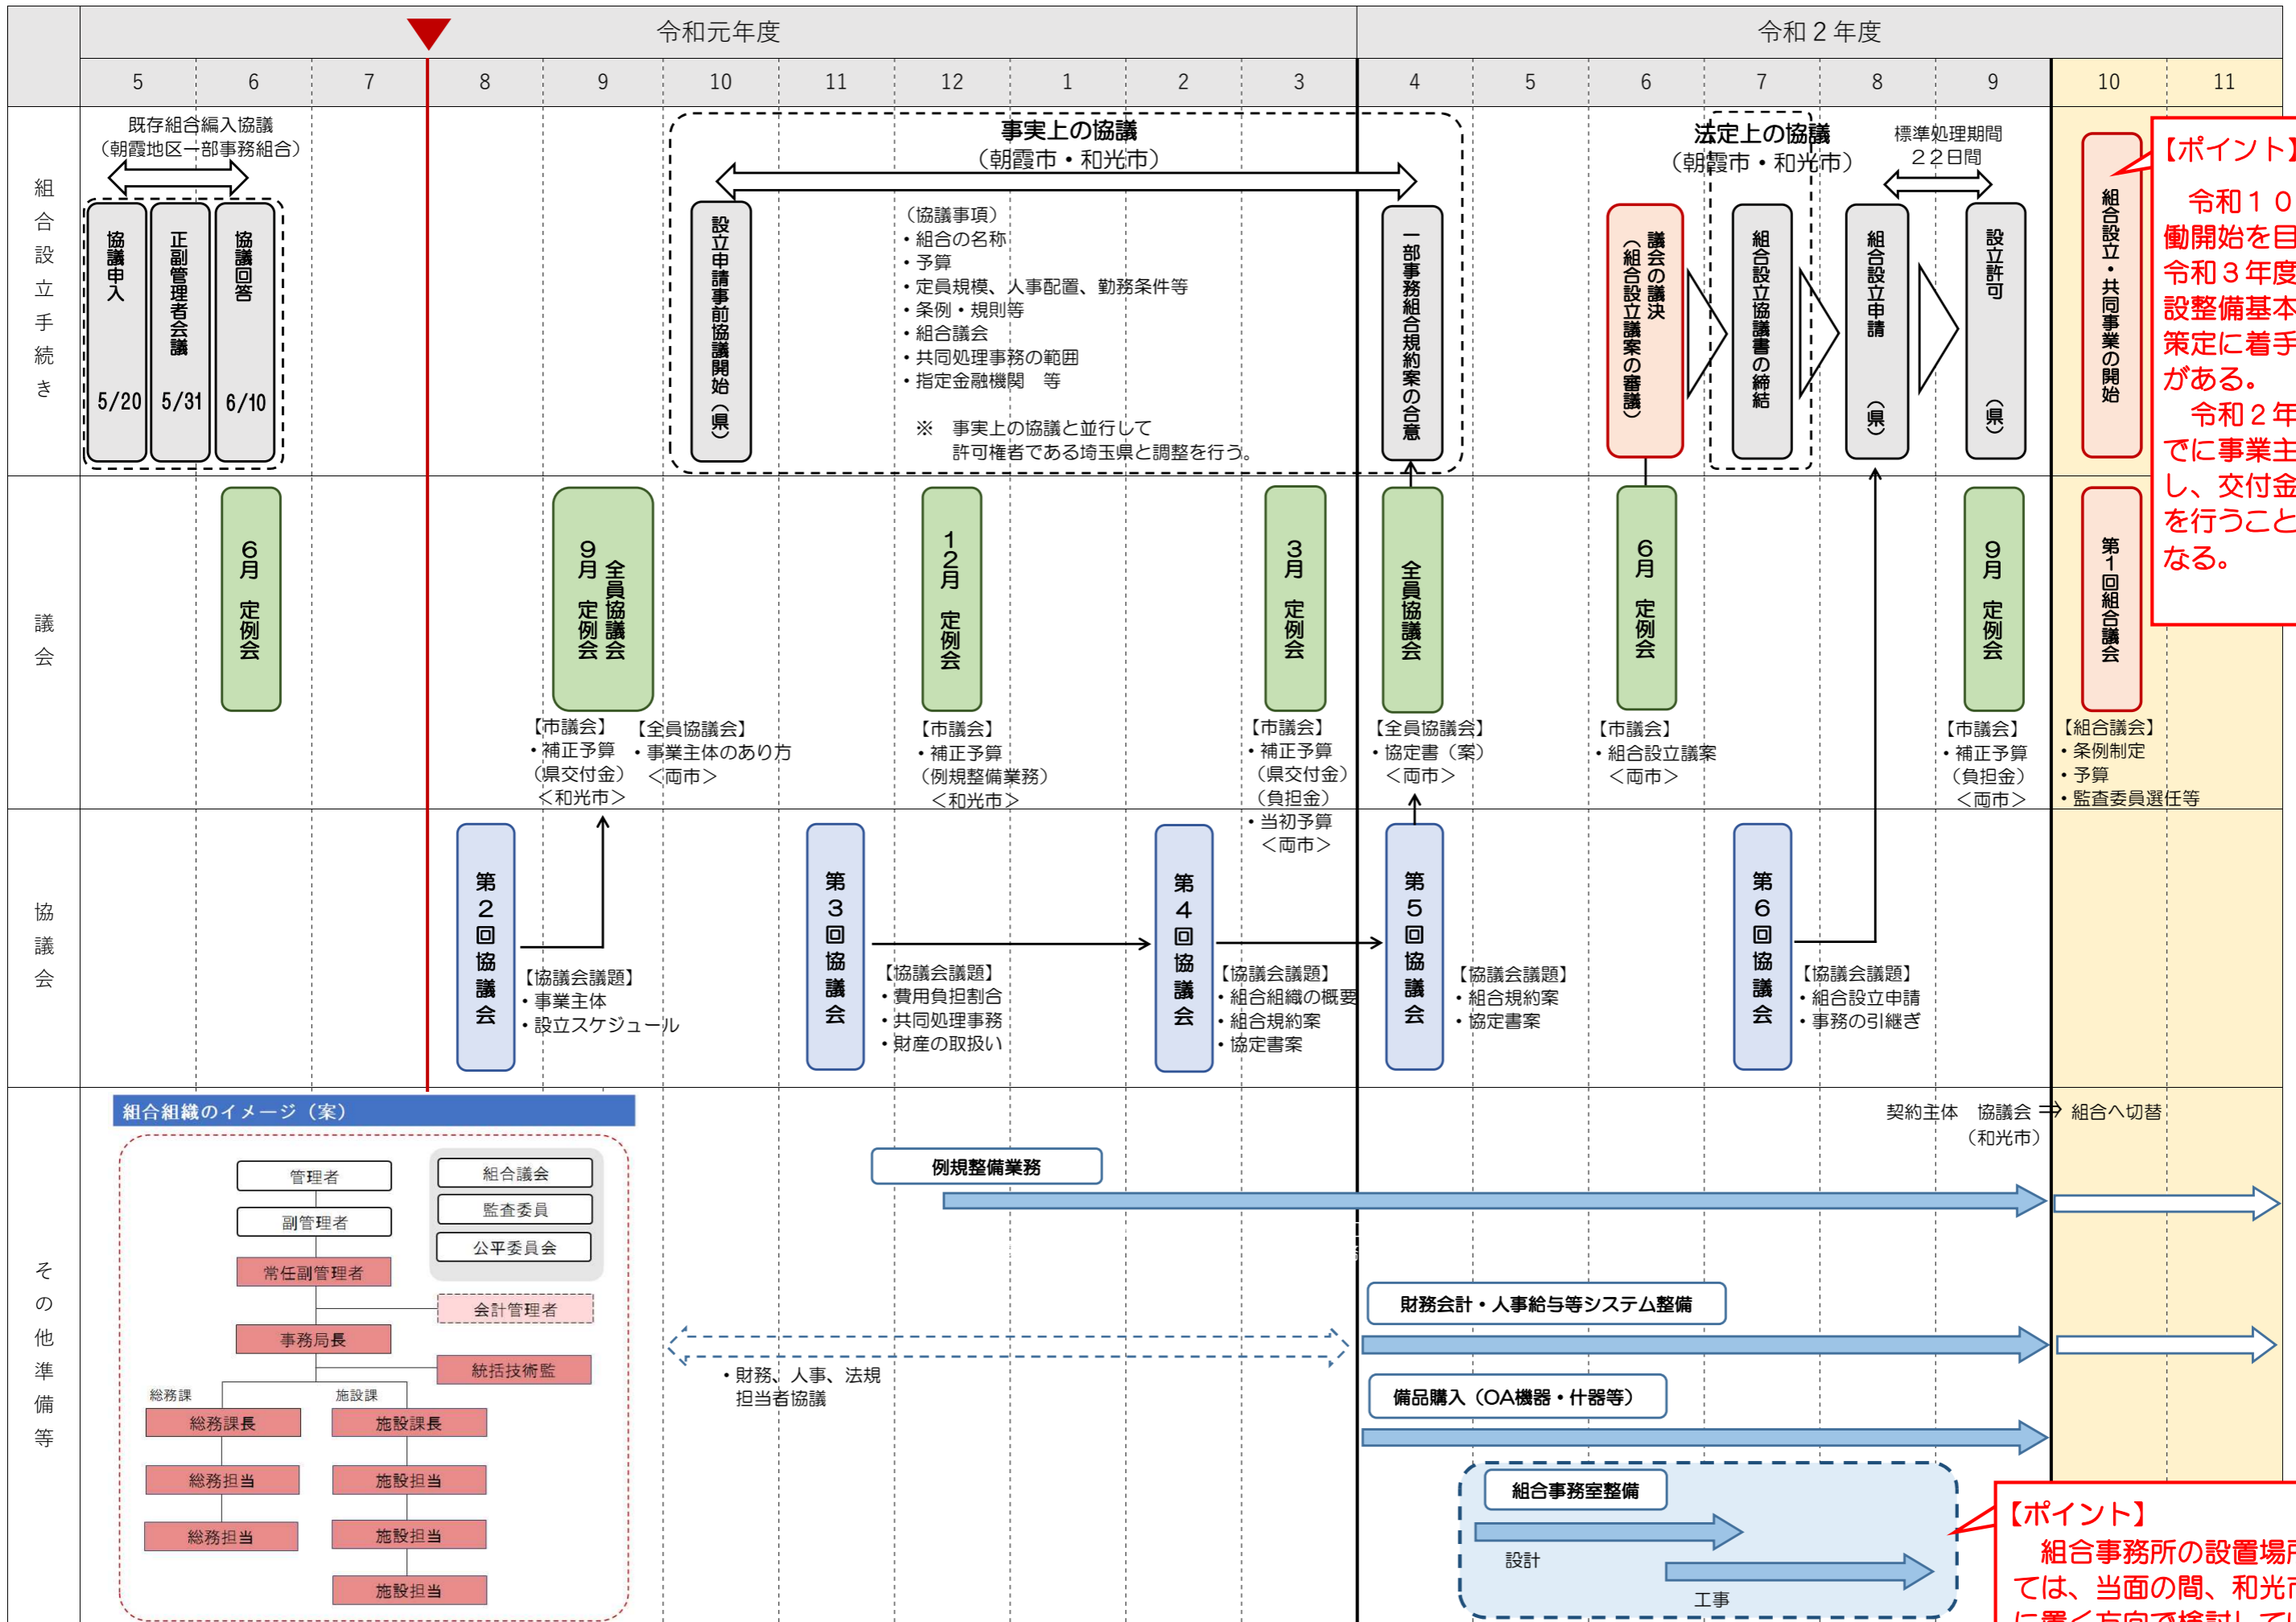 令和元年度
令和２年度
5 6 7 8 9 10 11 12 1 2 3 4 5 6 7 8 9 10 11
組合設立手続き
既存組合編入協議
（朝霞地区一部事務組合）
協議申入
5/20
正副管理者会議
5/31
協議回答
6/10
事実上の協議
（朝霞市・和光市）
設立申請事前協議開始（県）
（協議事項）
・組合の名称
・予算
・定員規模、人事配置、勤務条件等
・条例・規則等
・組合議会
・共同処理事務の範囲
・指定金融機関　等
※　事実上の協議と並行して
許可権者である埼玉県と調整を行う。
一部事務組合規約案の合意
議会の議決
（組合設立議案の審議）
法定上の協議
（朝霞市・和光市）
組合設立協議書の締結
標準処理期間
２２日間
組合設立申請（県）
設立許可（県）
組合設立・共同事業の開始
【ポイント】
令和１０
働開始を目
令和３年度
設整備基本
策定に着手
がある。
令和２年
でに事業主
し、交付金
を行うこと
なる。
議会
６月　定例会
９月　定例会
全員協議会
【市議会】
・補正予算
（県交付金）
＜和光市＞
【全員協議会】
・事業主体のあり方
＜両市＞
１２月　定例会
【市議会】
・補正予算
（例規整備業務）
＜和光市＞
３月　定例会
【市議会】
・補正予算
（県交付金）
（負担金）
・当初予算
＜両市＞
全員協議会
【全員協議会】
・協定書（案）
＜両市＞
６月　定例会
【市議会】
・組合設立議案
＜両市＞
９月　定例会
【市議会】
・補正予算
（負担金）
＜両市＞
第１回組合議会
【組合議会】
・条例制定
・予算
・監査委員選任等
協議会
第２回協議会
【協議会議題】
・事業主体
・設立スケジュール
第３回協議会
【協議会議題】
・費用負担割合
・共同処理事務
・財産の取扱い
第４回協議会
【協議会議題】
・組合組織の概要
・組合規約案
・協定書案
第５回協議会
【協議会議題】
・組合規約案
・協定書案
第６回協議会
【協議会議題】
・組合設立申請
・事務の引継ぎ
その他準備等
組合組織のイメージ（案）
管理者
副管理者
常任副管理者
組合議会
監査委員
公平委員会
会計管理者
事務局長
統括技術監
総務課
施設課
総務課長
施設課長
総務担当
施設担当
総務担当
施設担当
施設担当
契約主体　協議会 ⇒ 組合へ切替
（和光市）
例規整備業務
財務会計・人事給与等システム整備
・財務、人事、法規
担当者協議
備品購入（OA機器・什器等）
組合事務室整備
設計
工事
【ポイント】
組合事務所の設置場所
ては、当面の間、和光市
に置く方向で検討してい